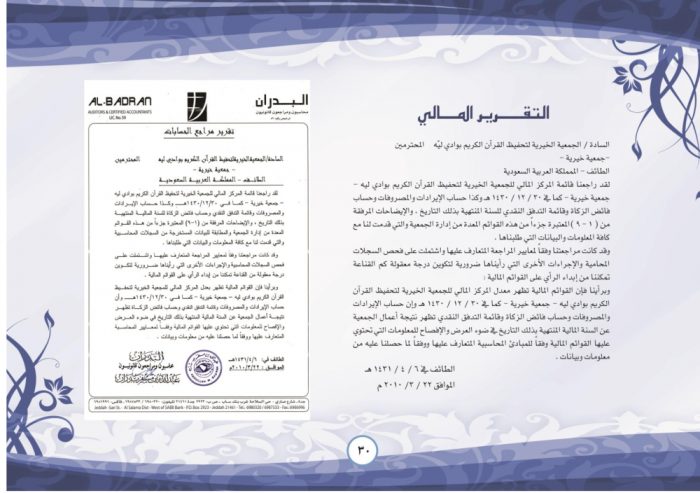 التقرير المالي
السادة / الجمعية الخيرية لتحفيظ القرآن الكريم بوادي ليّه المحترمين
-جمعية خيرية -
الطائف - المملكة العربية السعودية
لقد راجعنا قائمة المركز المالي للجمعية الخيرية لتحفيظ القرآن الكريم بوادي ليه –
جمعية خيرية – كما في ٣٠ / ١٢ / ١٤٣٠ هـ وكذا حساب الإيرادات والمصروفات وحساب
فائض الزكاة وقائمة التدفق النقدي للسنة المنتهية بذلك التاريخ ، والإيضاحات المرفقة
من ( ١ - ٩ ) المعتبرة جزءاً من هذه القوائم المعدة من إدارة الجمعية والتي قدمت لنا مع
كافة المعلومات والبيانات التي طلبناها .
وقد كانت مراجعتنا وفقاً لمعايير المراجعة المتعارف عليها واشتملت على فحص السجلات
المحامية والإجراءات الأخرى التي رأيناها ضرورية لتكوين درجة معقولة كم القناعة
تمكننا من إبداء الرأي على القوائم المالية :
وبرأينا فإن القوائم المالية تظهر معدل المركز المالي للجمعية الخيرية لتحفيظ القرآن
الكريم بوادي ليه – جمعية خيرية – كما في ٣٠ / ١٢ / ١٤٣٠ هـ وإن حساب الإيرادات
والمصروفات وحساب فائض الزكاة وقائمة التدفق النقدي تظهر نتيجة أعمال الجمعية
عن السنة المالية المنتهية بذلك التاريخ في ضوء العرض والإفصاح للمعلومات التي تحتوي
عليها القوائم المالية وفقاً للمبادئ المحاسبية المتعارف عليها ووفقاً لما حصلنا عليه من
معلومات وبيانات .
الطائف في ٦ / ٤ / ١٤٣١ هـ
الموافق ٢٢ / ٣ / ٢٠١٠ م
AL-BADRAN
AUDITORS & CERTIFIED ACCOUNTANTS
LIC. No.59
البدران
محاسبون ومراجعون قانونيون
تقرير مراجع الحسابات
السادة/الجمعية الخيرية لتحفيظ القرآن الكريم بوادي ليه المحترمين
- جمعية خيرية -
الطائف - المملكة العربية السعودية
لقد راجعنا قائمة المركز المالي للجمعية الخيرية لتحفيظ القرآن الكريم بوادي ليه
- جمعية خيرية - كما في ١٤٣٠/١٢/٣٠هـ وكذا حساب الإيرادات
والمصروفات وقائمة التدفق النقدي وحساب فائض الزكاة للسنة المالية المنتهية
بذلك التاريخ ، والايضاحات المرفقة من (١-٩) المعتبرة جزءاً من هذه القوائم
المعدة من إدارة الجمعية والمطابقة للبيانات المستخرجة من السجلات المحاسبية
والتي قدمت لنا مع كافة المعلومات والبيانات التي طلبناها .
وقد كانت مراجعتنا وفقاً لمعايير المراجعة المتعارف عليها واشتملت على
فحص السجلات المحاسبية والاجراءات الأخرى التي رأيناها ضرورية لتكوين
درجة معقولة من القناعة تمكننا من إبداء الرأي على القوائم المالية .
وبرأينا فإن القوائم المالية تظهر بعدل المركز المالي للجمعية الخيرية لتحفيظ
القرآن الكريم بوادي ليه - جمعية خيرية - كما في ١٤٣٠/١٢/٣٠هـ وأن
حساب الإيرادات والمصروفات وقائمة التدفق النقدي وحساب فائض الزكاة تظهر
نتيجة أعمال الجمعية عن السنة المالية المنتهية بذلك التاريخ في ضوء العرض
والافصاح للمعلومات التي تحتوي عليها القوائم المالية وفقاً لمعايير المحاسبية
المتعارف عليها ووفقاً لما حصلنا عليه من معلومات وبيانات .
الطائف في ١٤٣١/٤/٦هـ
الموافق : ٢٠١٠/٣/٢٢م
البدران
محاسبون ومراجعون قانونيون
٣٠